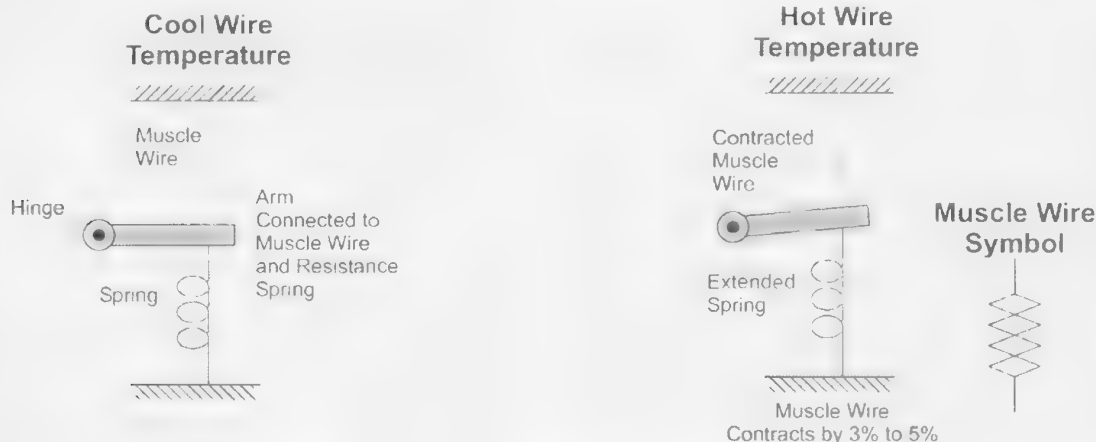 Cool Wire
Temperature
Muscle
Wire
Hinge
Arm
Connected to
Muscle Wire
and Resistance
Spring
Spring
Hot Wire
Temperature
Contracted
Muscle
Wire
Extended
Spring
Muscle Wire
Contracts by 3% to 5%
Muscle Wire
Symbol